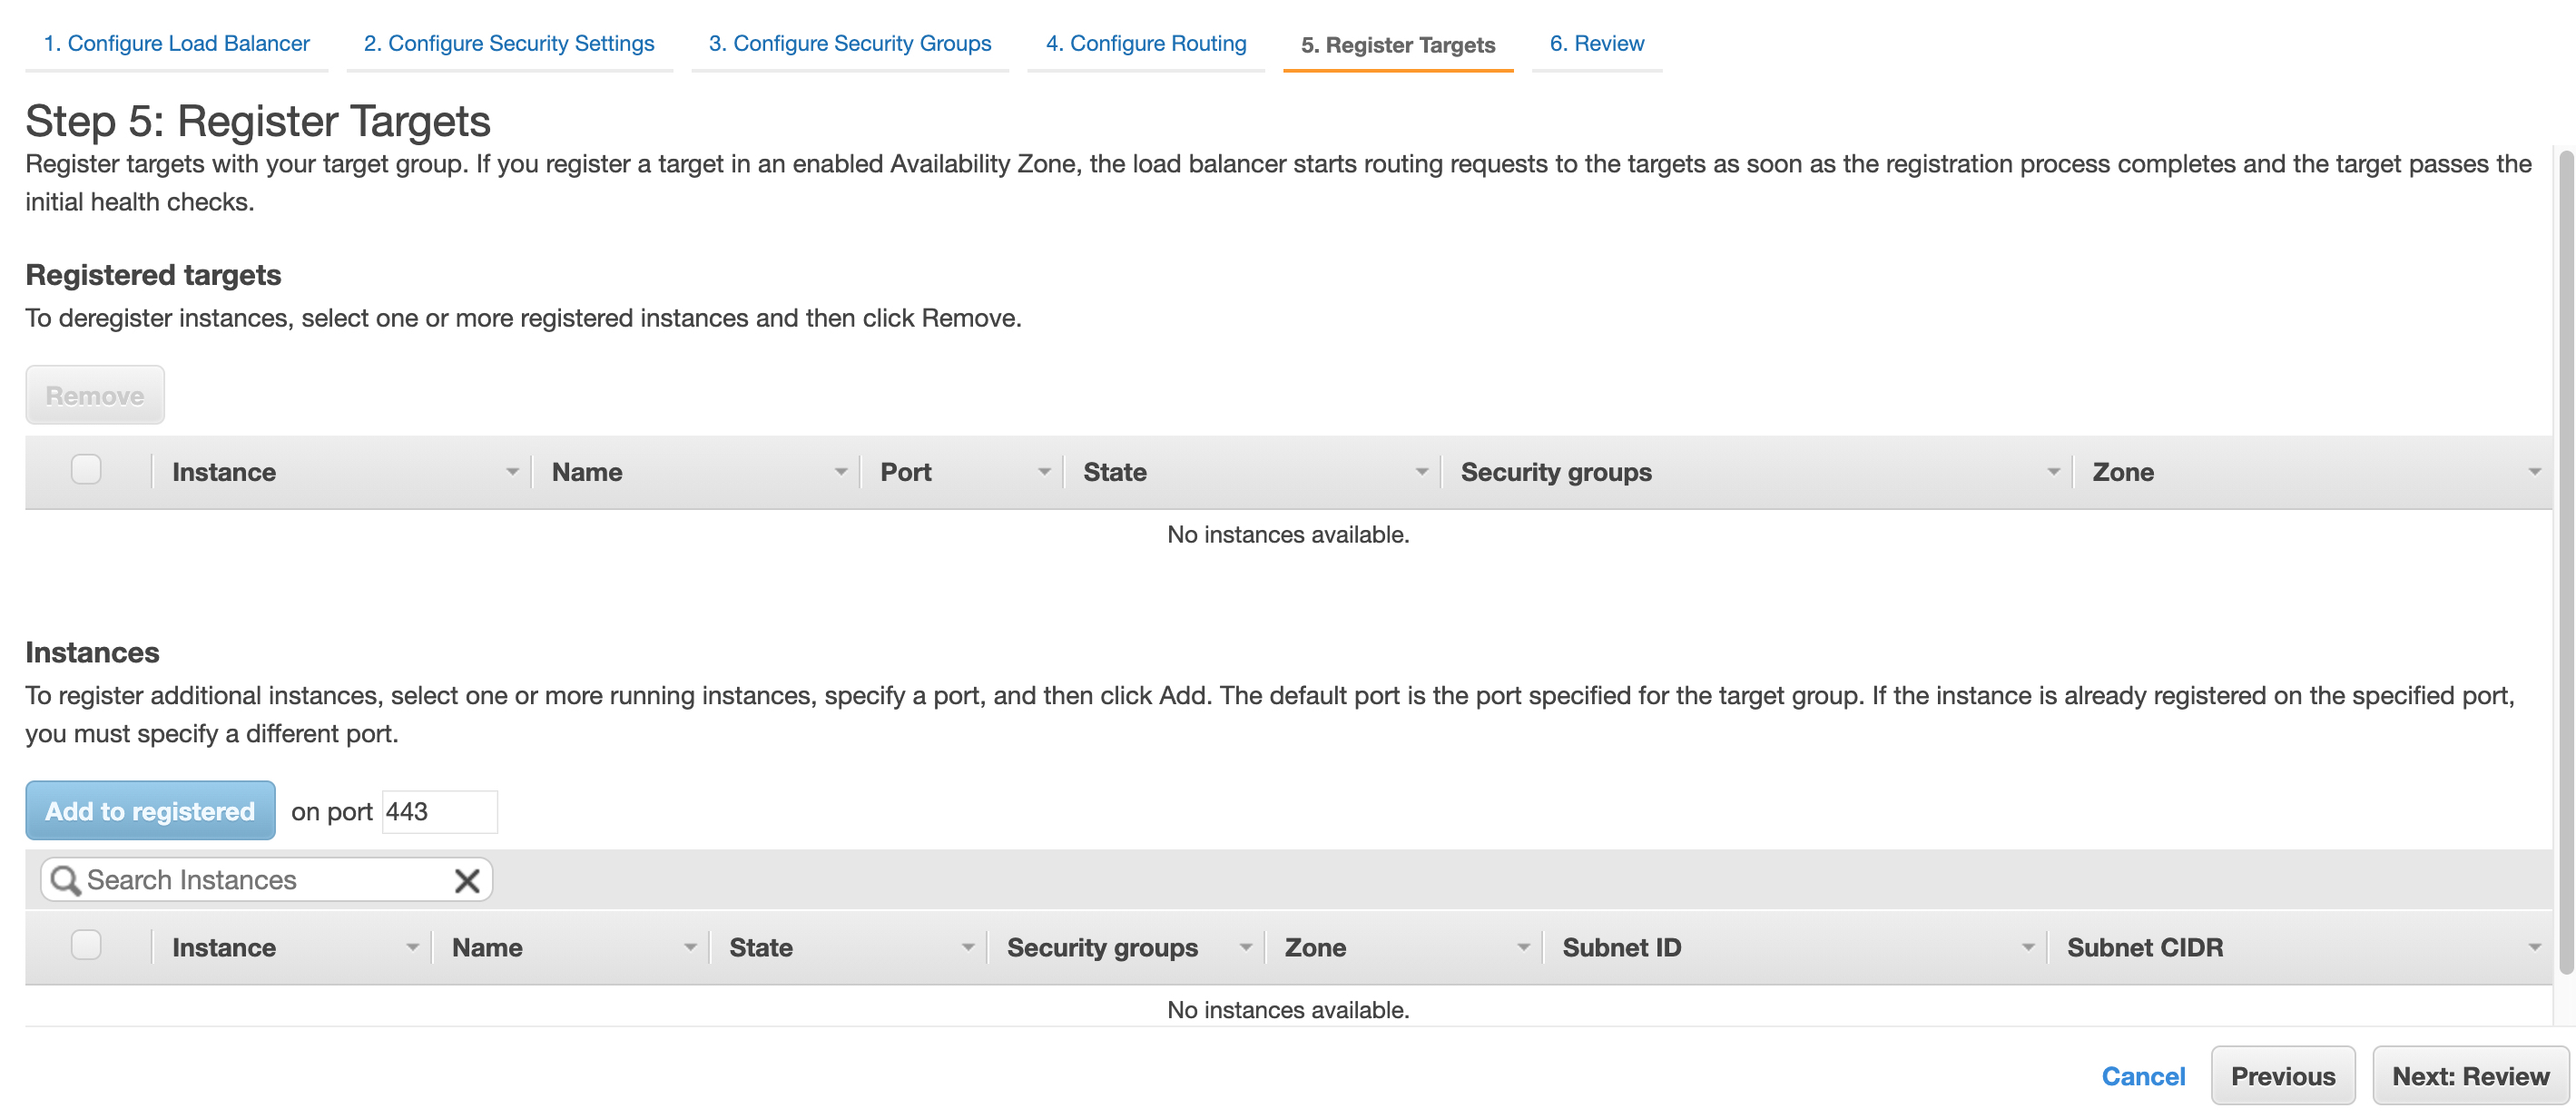 1. Configure Load Balancer 2. Configure Security Settings 3. Configure Security Groups 4. Configure Routing 5. Register Targets 6. Review
Step 5: Register Targets
Register targets with your target group. If you register a target in an enabled Availability Zone, the load balancer starts routing requests to the targets as soon as the registration process completes and the target passes the
initial health checks.
Registered targets
To deregister instances, select one or more registered instances and then click Remove.
Remove
Instance Name Port State Security groups Zone
No instances available.
Instances
To register additional instances, select one or more running instances, specify a port, and then click Add. The default port is the port specified for the target group. If the instance is already registered on the specified port,
you must specify a different port.
Add to registered on port 443
Search Instances
Instance Name State Security groups Zone Subnet ID Subnet CIDR
No instances available.
Cancel Previous Next: Review